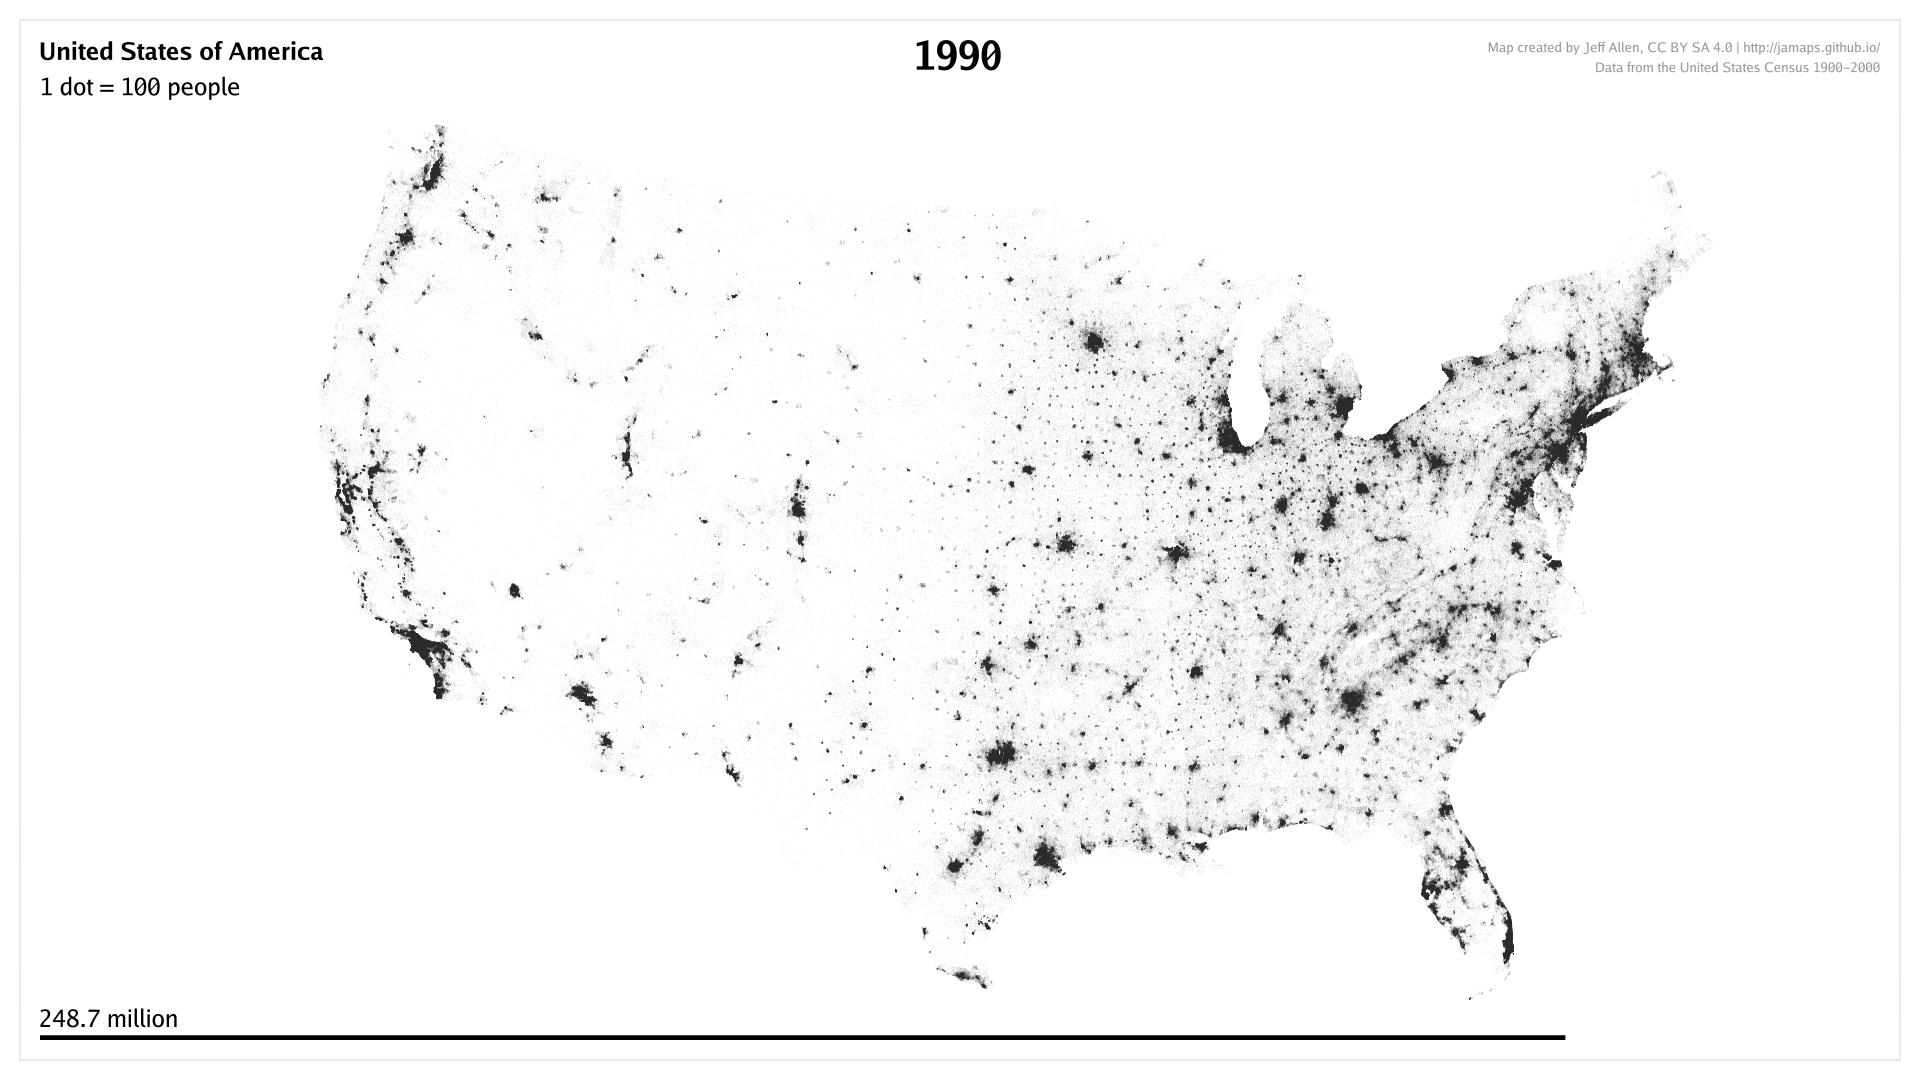 United States of America
1 dot = 100 people
1990
Map created by Jeff Allen, CC BY SA 4.0 | http://jamaps.github.io/
Data from the United States Census 1900-2000
248.7 million